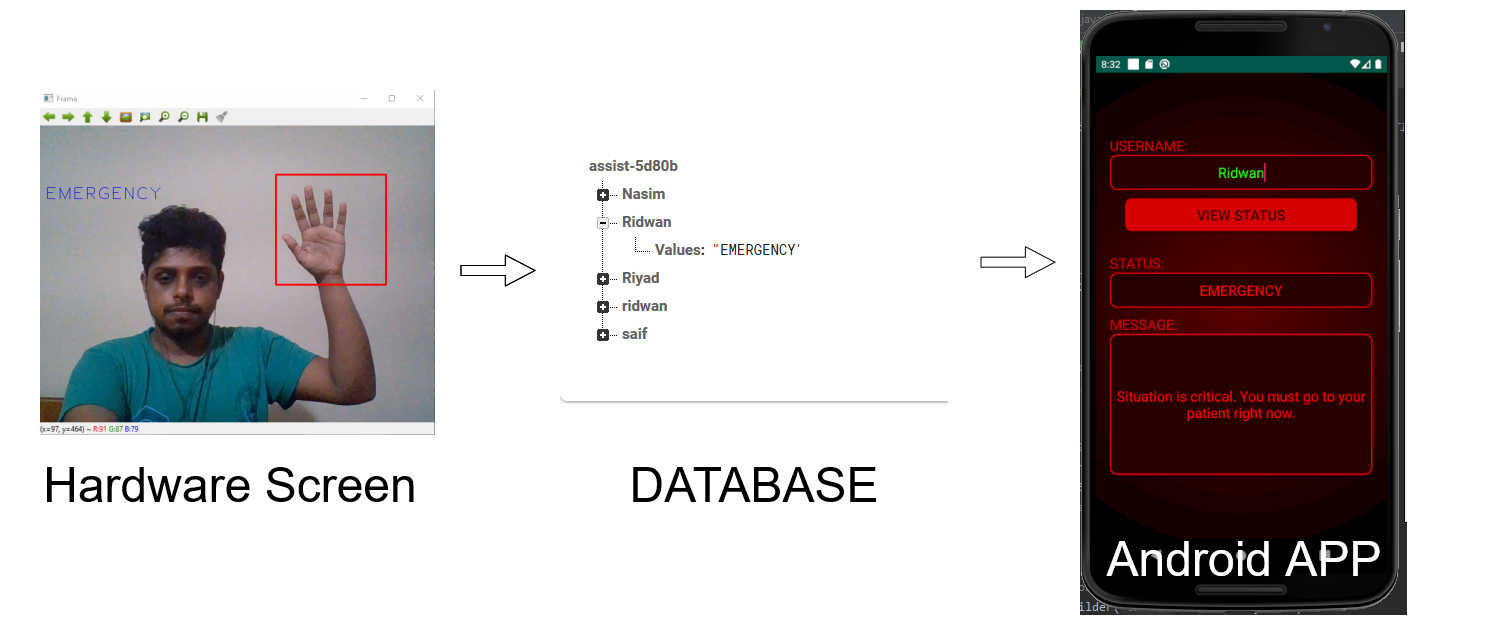 Frame
EMERGENCY
(x=97, y=464) ~ R:91 G:87 B:79
Hardware Screen
assist-5d80b
Nasim
Ridwan
Values: "EMERGENCY"
Riyad
ridwan
saif
DATABASE
java
8:32
USERNAME:
Ridwan
VIEW STATUS
STATUS:
EMERGENCY
MESSAGE:
Situation is critical. You must go to your
patient right now.
Android APP
ilder(